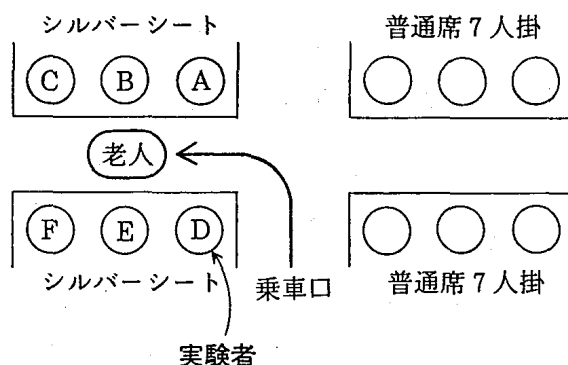 シルバーシート 普通席7人掛
C B A
老人
F E D
シルバーシート 乗車口 普通席7人掛
実験者